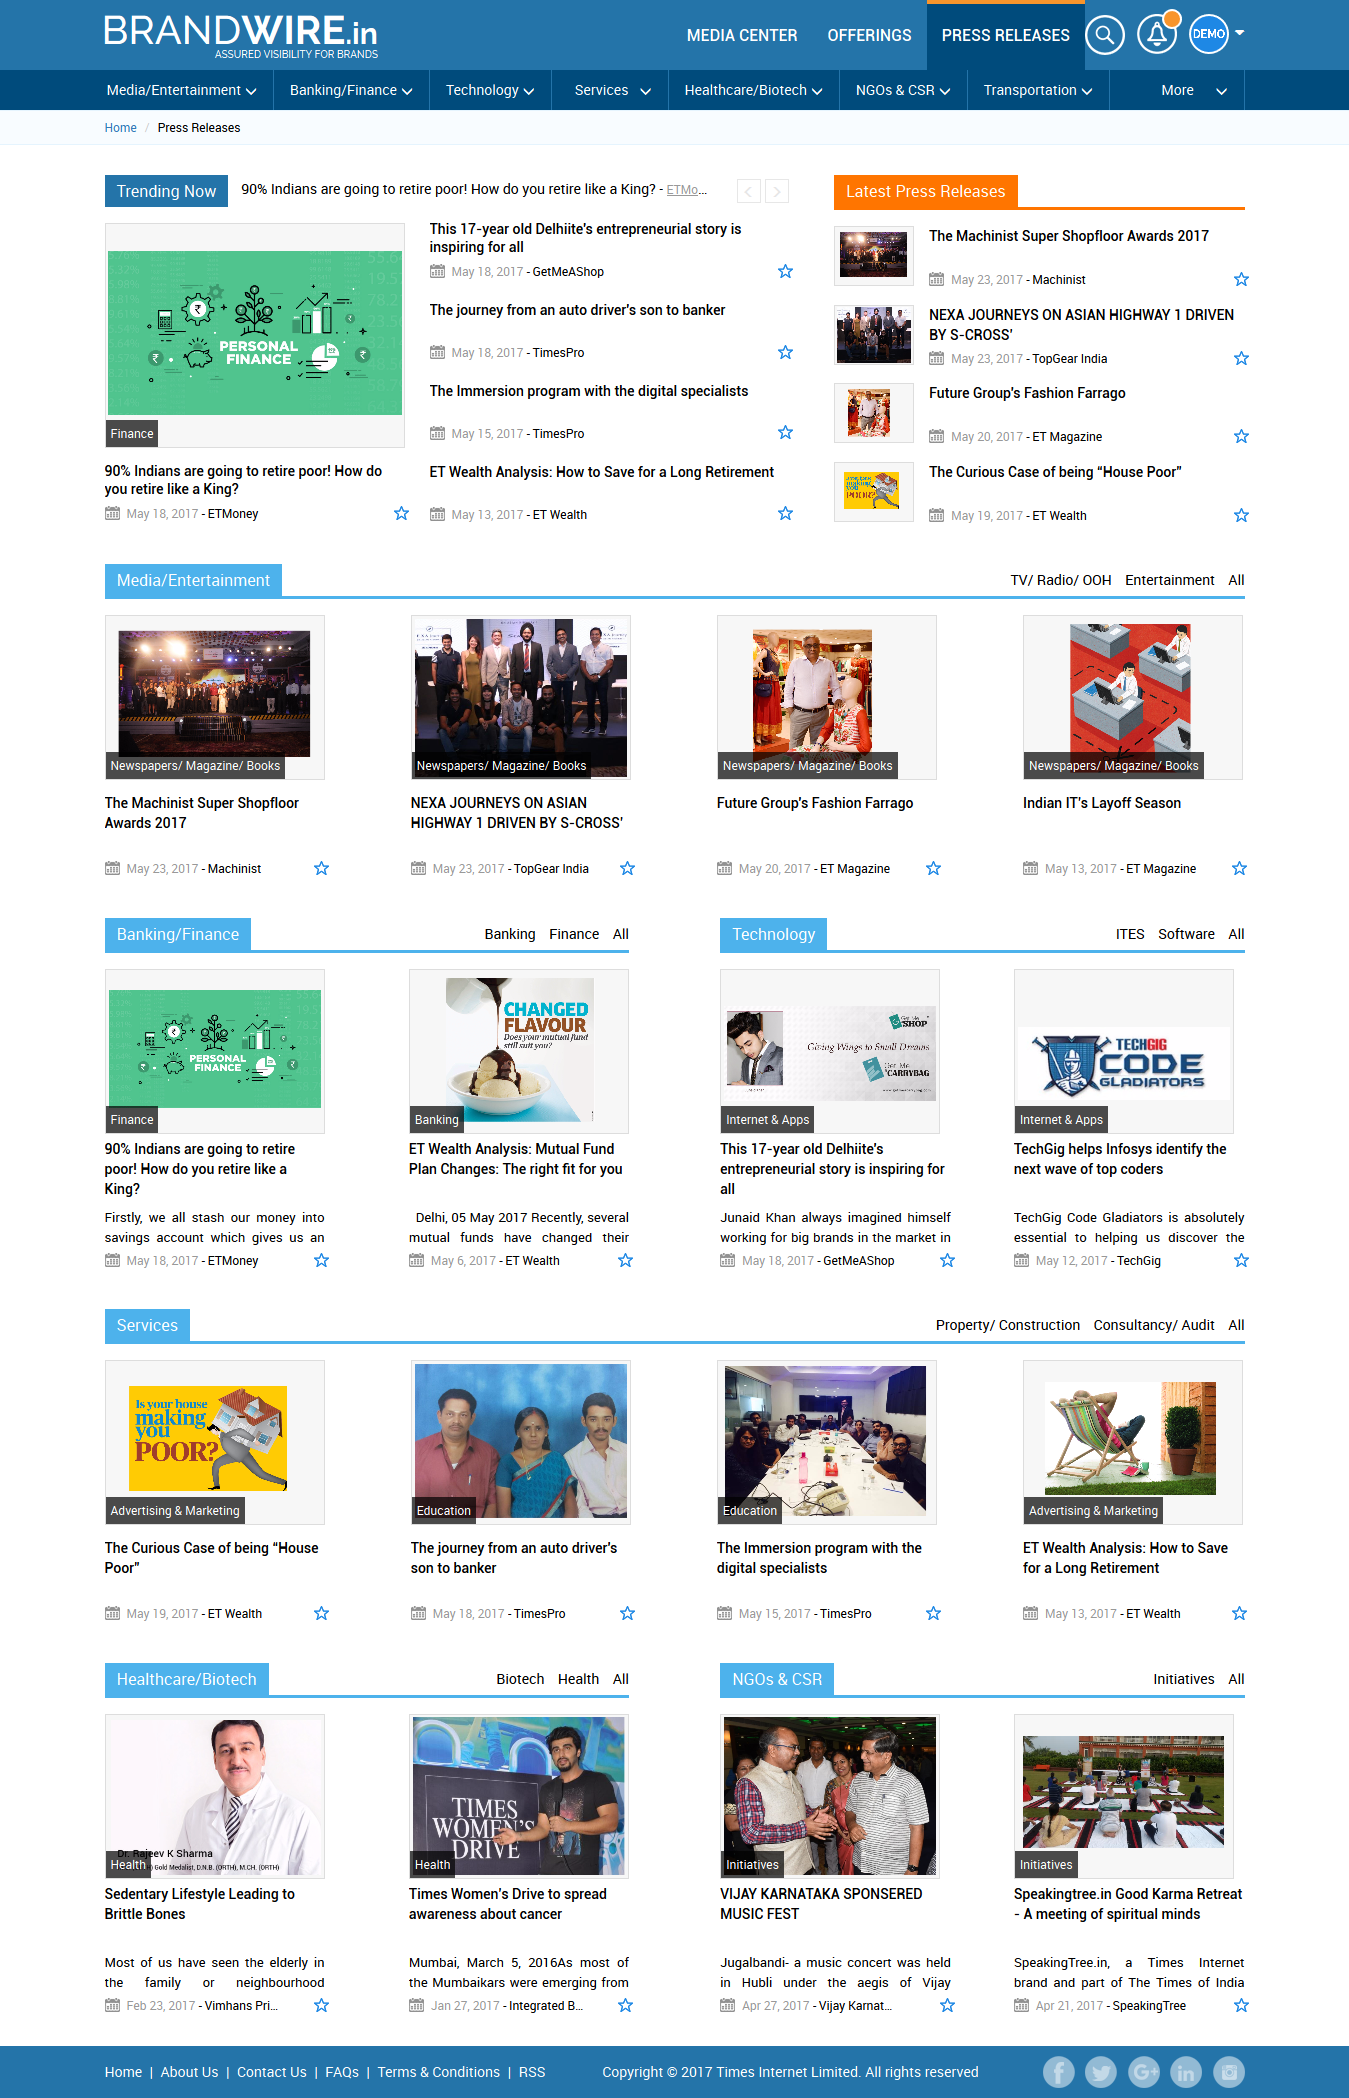 BRANDWIRE.in
ASSURED VISIBILITY FOR BRANDS
MEDIA CENTER OFFERINGS PRESS RELEASES DEMO
Media/Entertainment Banking/Finance Technology Services Healthcare/Biotech NGOs & CSR Transportation More
Home / Press Releases
Trending Now 90% Indians are going to retire poor! How do you retire like a King? - ETMo...
PERSONAL
FINANCE
Finance
90% Indians are going to retire poor! How do
you retire like a King?
May 18, 2017 - ETMoney
This 17-year old Delhiite's entrepreneurial story is
inspiring for all
May 18, 2017 - GetMeAShop
The journey from an auto driver's son to banker
May 18, 2017 - TimesPro
The Immersion program with the digital specialists
May 15, 2017 - TimesPro
ET Wealth Analysis: How to Save for a Long Retirement
May 13, 2017 - ET Wealth
Latest Press Releases
The Machinist Super Shopfloor Awards 2017
May 23, 2017 - Machinist
NEXA JOURNEYS ON ASIAN HIGHWAY 1 DRIVEN
BY S-CROSS'
May 23, 2017 - TopGear India
Future Group's Fashion Farrago
May 20, 2017 - ET Magazine
The Curious Case of being “House Poor”
May 19, 2017 - ET Wealth
Media/Entertainment TV/ Radio/ OOH Entertainment All
Newspapers/ Magazine/ Books
The Machinist Super Shopfloor
Awards 2017
May 23, 2017 - Machinist
Newspapers/ Magazine/ Books
NEXA JOURNEYS ON ASIAN
HIGHWAY 1 DRIVEN BY S-CROSS'
May 23, 2017 - TopGear India
Newspapers/ Magazine/ Books
Future Group's Fashion Farrago
May 20, 2017 - ET Magazine
Newspapers/ Magazine/ Books
Indian IT's Layoff Season
May 13, 2017 - ET Magazine
Banking/Finance Banking Finance All
PERSONAL
FINANCE
Finance
90% Indians are going to retire
poor! How do you retire like a
King?
Firstly, we all stash our money into
savings account which gives us an
May 18, 2017 - ETMoney
CHANGED
FLAVOUR
Does your mutual fund
still suit you?
Banking
ET Wealth Analysis: Mutual Fund
Plan Changes: The right fit for you
Delhi, 05 May 2017 Recently, several
mutual funds have changed their
May 6, 2017 - ET Wealth
Technology ITES Software All
Get Me
SHOP
Giving Wings to Small Dreams
Get Me
CARRYBAG
Internet & Apps
This 17-year old Delhiite's
entrepreneurial story is inspiring for
all
Junaid Khan always imagined himself
working for big brands in the market in
May 18, 2017 - GetMeAShop
TECHGIG
CODE
GLADIATORS
Internet & Apps
TechGig helps Infosys identify the
next wave of top coders
TechGig Code Gladiators is absolutely
essential to helping us discover the
May 12, 2017 - TechGig
Services Property/ Construction Consultancy/ Audit All
Is your house
making
you
POOR?
Advertising & Marketing
The Curious Case of being “House
Poor”
May 19, 2017 - ET Wealth
Education
The journey from an auto driver's
son to banker
May 18, 2017 - TimesPro
Education
The Immersion program with the
digital specialists
May 15, 2017 - TimesPro
Advertising & Marketing
ET Wealth Analysis: How to Save
for a Long Retirement
May 13, 2017 - ET Wealth
Healthcare/Biotech Biotech Health All
Dr. Rajeev K Sharma
Gold Medalist, D.N.B. (ORTH), M.CH. (ORTH)
Health
Sedentary Lifestyle Leading to
Brittle Bones
Most of us have seen the elderly in
the family or neighbourhood
Feb 23, 2017 - Vimhans Pri...
TIMES
WOMEN'S
DRIVE
Health
Times Women's Drive to spread
awareness about cancer
Mumbai, March 5, 2016As most of
the Mumbaikars were emerging from
Jan 27, 2017 - Integrated B...
NGOs & CSR Initiatives All
Initiatives
VIJAY KARNATAKA SPONSERED
MUSIC FEST
Jugalbandi- a music concert was held
in Hubli under the aegis of Vijay
Apr 27, 2017 - Vijay Karnat...
Initiatives
Speakingtree.in Good Karma Retreat
- A meeting of spiritual minds
SpeakingTree.in, a Times Internet
brand and part of The Times of India
Apr 21, 2017 - SpeakingTree
Home | About Us | Contact Us | FAQs | Terms & Conditions | RSS Copyright © 2017 Times Internet Limited. All rights reserved